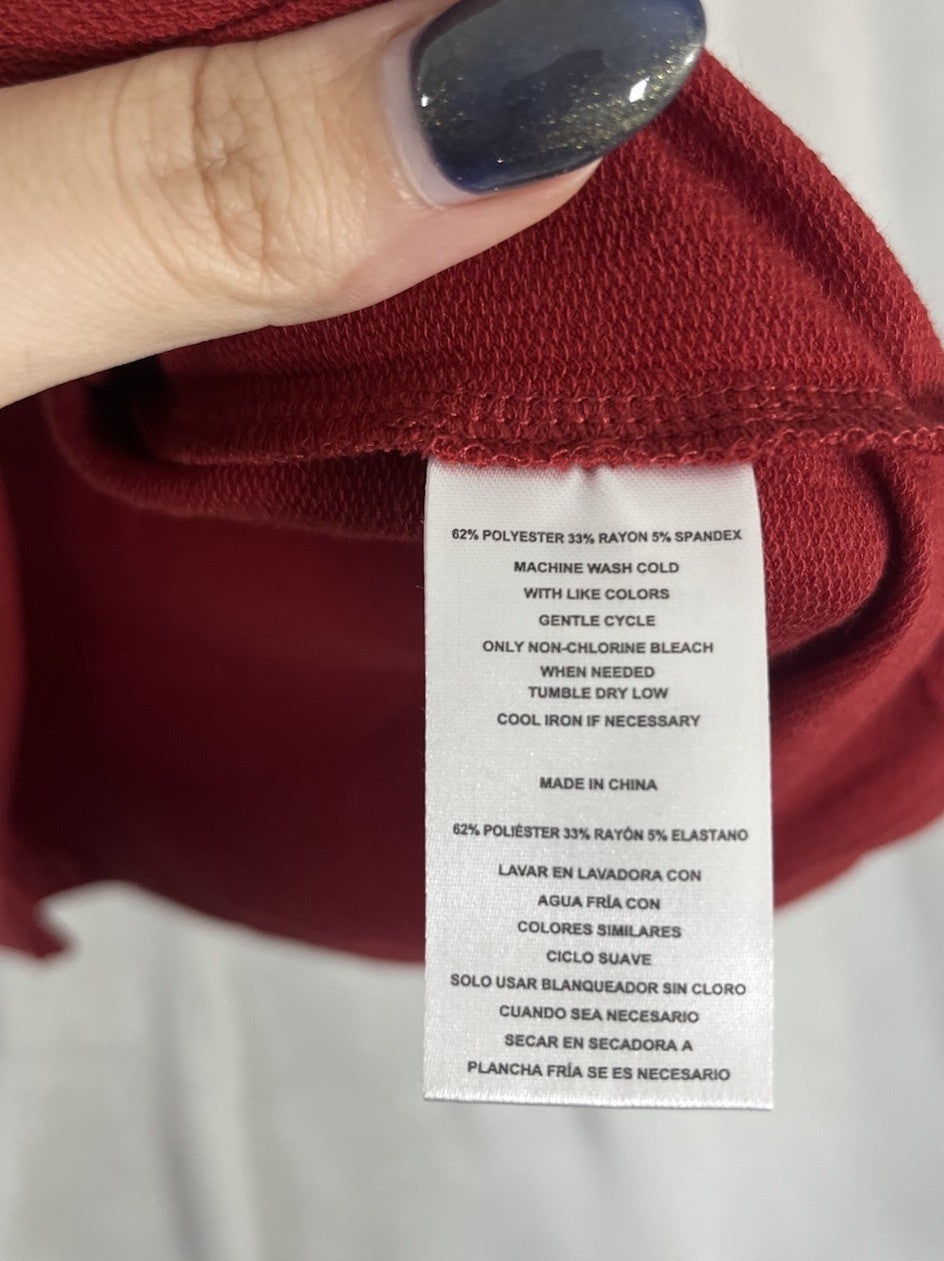 62% POLYESTER 33% RAYON 5% SPANDEX
MACHINE WASH COLD
WITH LIKE COLORS
GENTLE CYCLE
ONLY NON-CHLORINE BLEACH
WHEN NEEDED
TUMBLE DRY LOW
COOL IRON IF NECESSARY
MADE IN CHINA
62% POLIÉSTER 33% RAYÓN 5% ELASTANO
LAVAR EN LAVADORA CON
AGUA FRÍA CON
COLORES SIMILARES
CICLO SUAVE
SOLO USAR BLANQUEADOR SIN CLORO
CUANDO SEA NECESARIO
SECAR EN SECADORA A
PLANCHA FRÍA SE ES NECESARIO